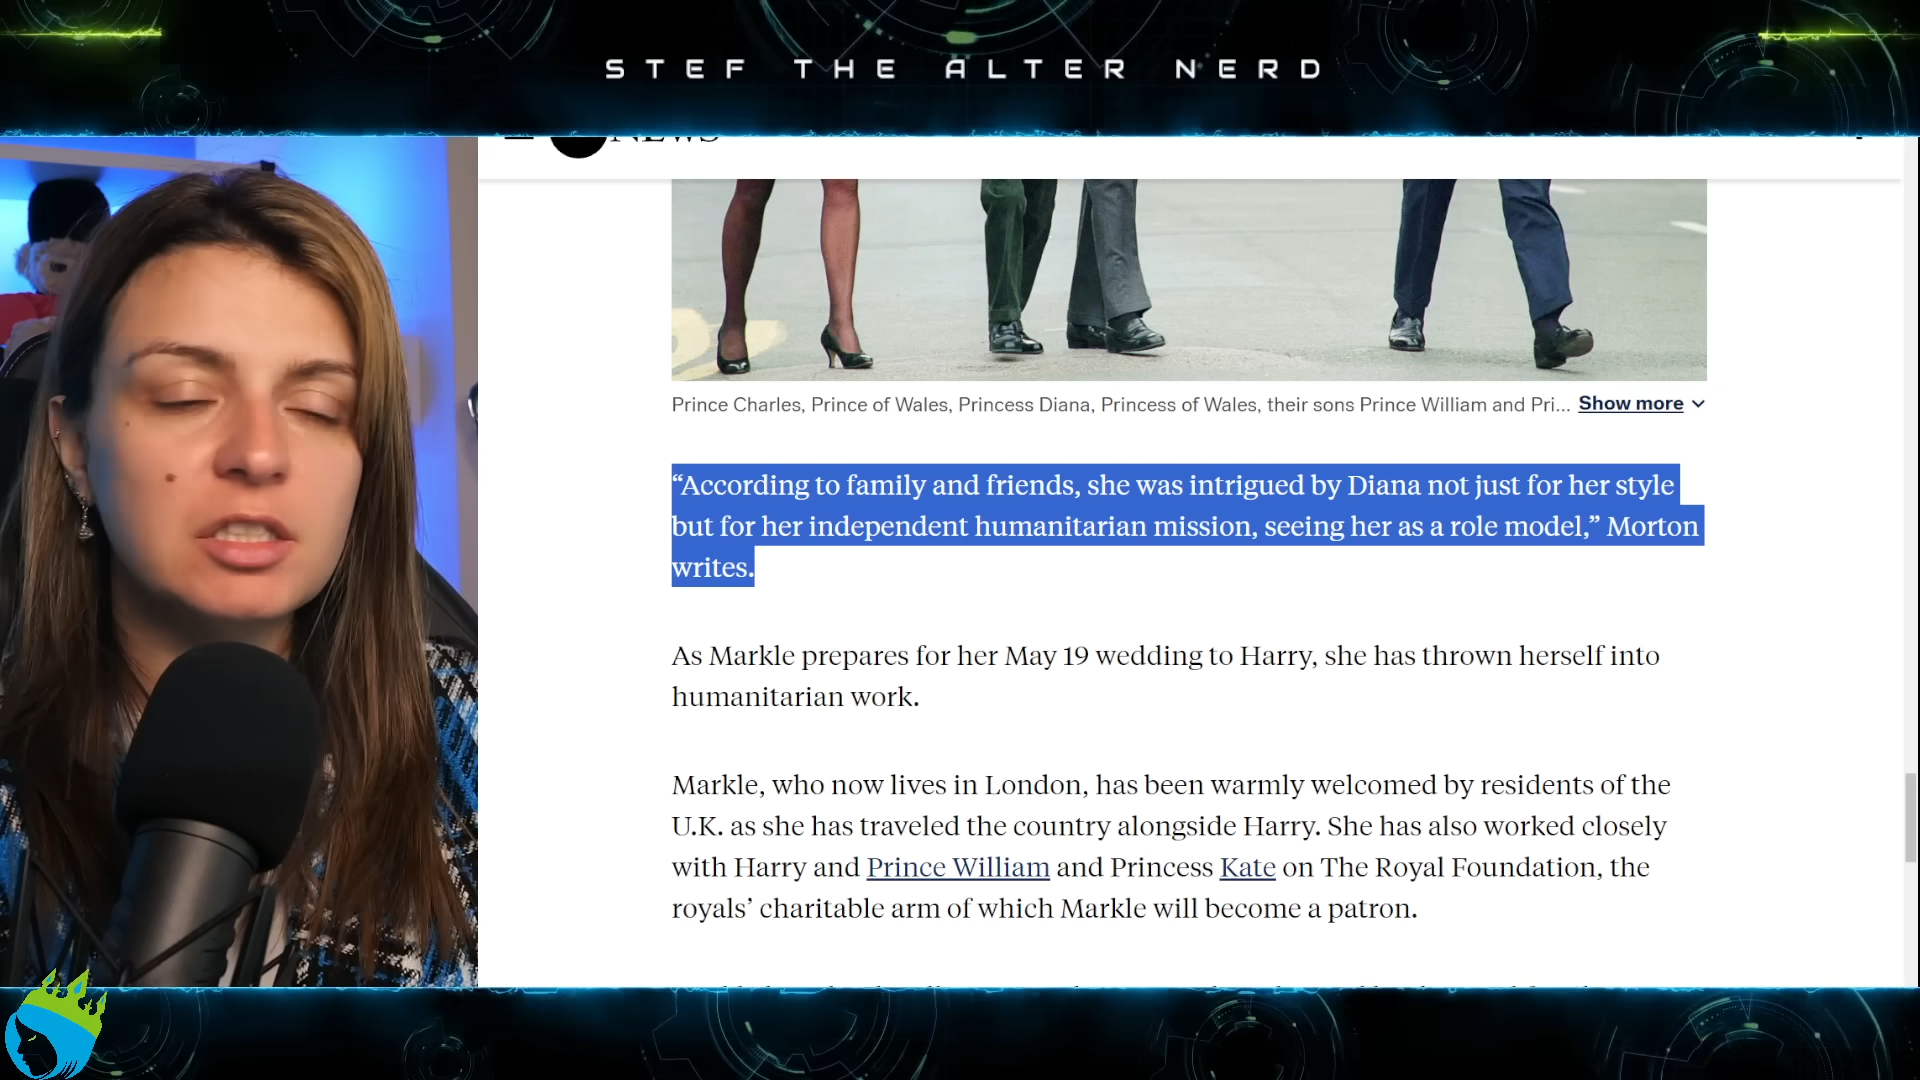 STEF THE ALTER NERD
NEWS
Prince Charles, Prince of Wales, Princess Diana, Princess of Wales, their sons Prince William and Pri... Show more
“According to family and friends, she was intrigued by Diana not just for her style
but for her independent humanitarian mission, seeing her as a role model,” Morton
writes.
As Markle prepares for her May 19 wedding to Harry, she has thrown herself into
humanitarian work.
Markle, who now lives in London, has been warmly welcomed by residents of the
U.K. as she has traveled the country alongside Harry. She has also worked closely
with Harry and Prince William and Princess Kate on The Royal Foundation, the
royals’ charitable arm of which Markle will become a patron.